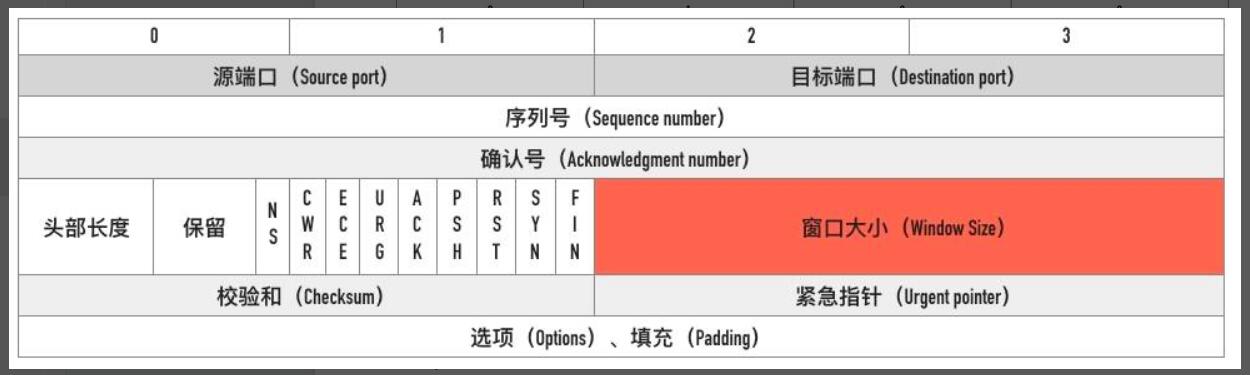 0 1 2 3
源端口（Source port） 目标端口（Destination port）
序列号（Sequence number）
确认号（Acknowledgment number）
头部长度 保留 NS CWR ECE URG ACK PSH RST SYN FIN 窗口大小（Window Size）
校验和（Checksum） 紧急指针（Urgent pointer）
选项（Options）、填充（Padding）